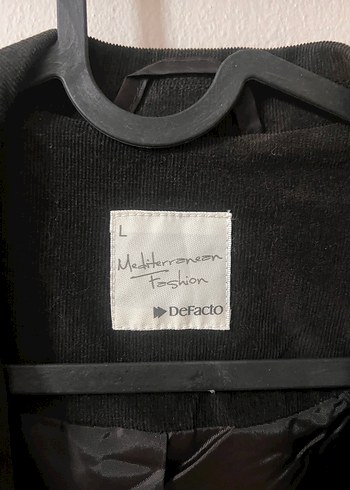 L
Mediterranean
Fashion
DeFacto